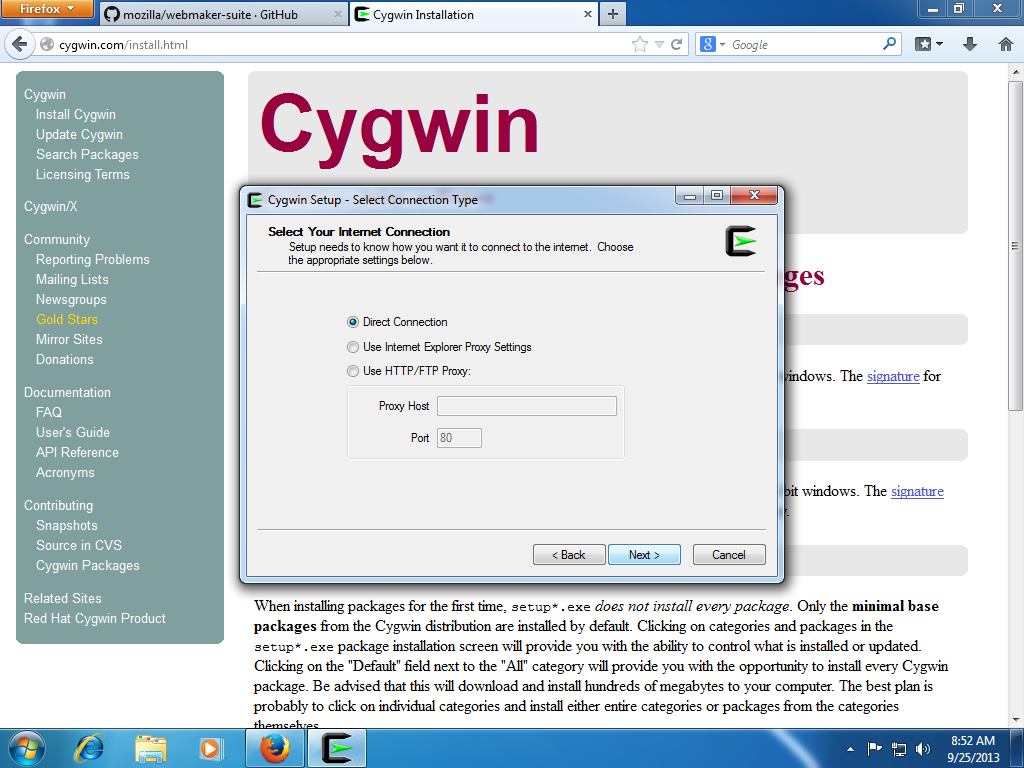 Firefox
mozilla/webmaker-suite · GitHub
Cygwin Installation
cygwin.com/install.html
Google
Cygwin
Install Cygwin
Update Cygwin
Search Packages
Licensing Terms
Cygwin/X
Community
Reporting Problems
Mailing Lists
Newsgroups
Gold Stars
Mirror Sites
Donations
Documentation
FAQ
User's Guide
API Reference
Acronyms
Contributing
Snapshots
Source in CVS
Cygwin Packages
Related Sites
Red Hat Cygwin Product
Cygwin
Cygwin Setup - Select Connection Type
Select Your Internet Connection
Setup needs to know how you want it to connect to the internet. Choose
the appropriate settings below.
Direct Connection
Use Internet Explorer Proxy Settings
Use HTTP/FTP Proxy:
Proxy Host
Port 80
< Back
Next >
Cancel
windows. The signature for
bit windows. The signature
When installing packages for the first time, setup*.exe does not install every package. Only the minimal base
packages from the Cygwin distribution are installed by default. Clicking on categories and packages in the
setup*.exe package installation screen will provide you with the ability to control what is installed or updated.
Clicking on the "Default" field next to the "All" category will provide you with the opportunity to install every Cygwin
package. Be advised that this will download and install hundreds of megabytes to your computer. The best plan is
probably to click on individual categories and install either entire categories or packages from the categories
themselves
8:52 AM
9/25/2013